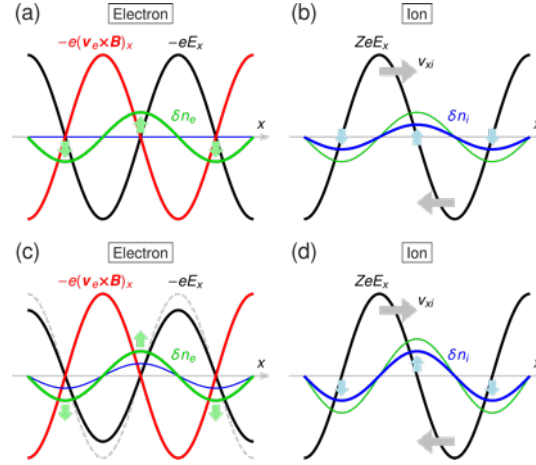 (a) Electron (b) Ion
−e(vₑ×B)ₓ −eEₓ ZeEₓ
vₓᵢ
δnₑ x δnᵢ x
(c) Electron (d) Ion
−e(vₑ×B)ₓ −eEₓ ZeEₓ
vₓᵢ
δnₑ x δnᵢ x